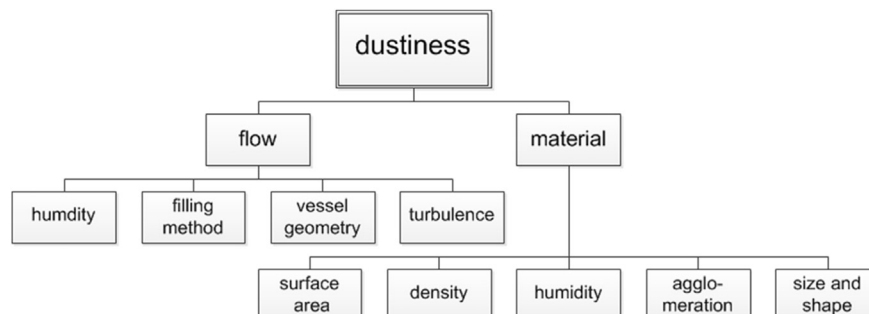 dustiness
flow
material
humdity
filling
method
vessel
geometry
turbulence
surface
area
density
humidity
agglo-
meration
size and
shape